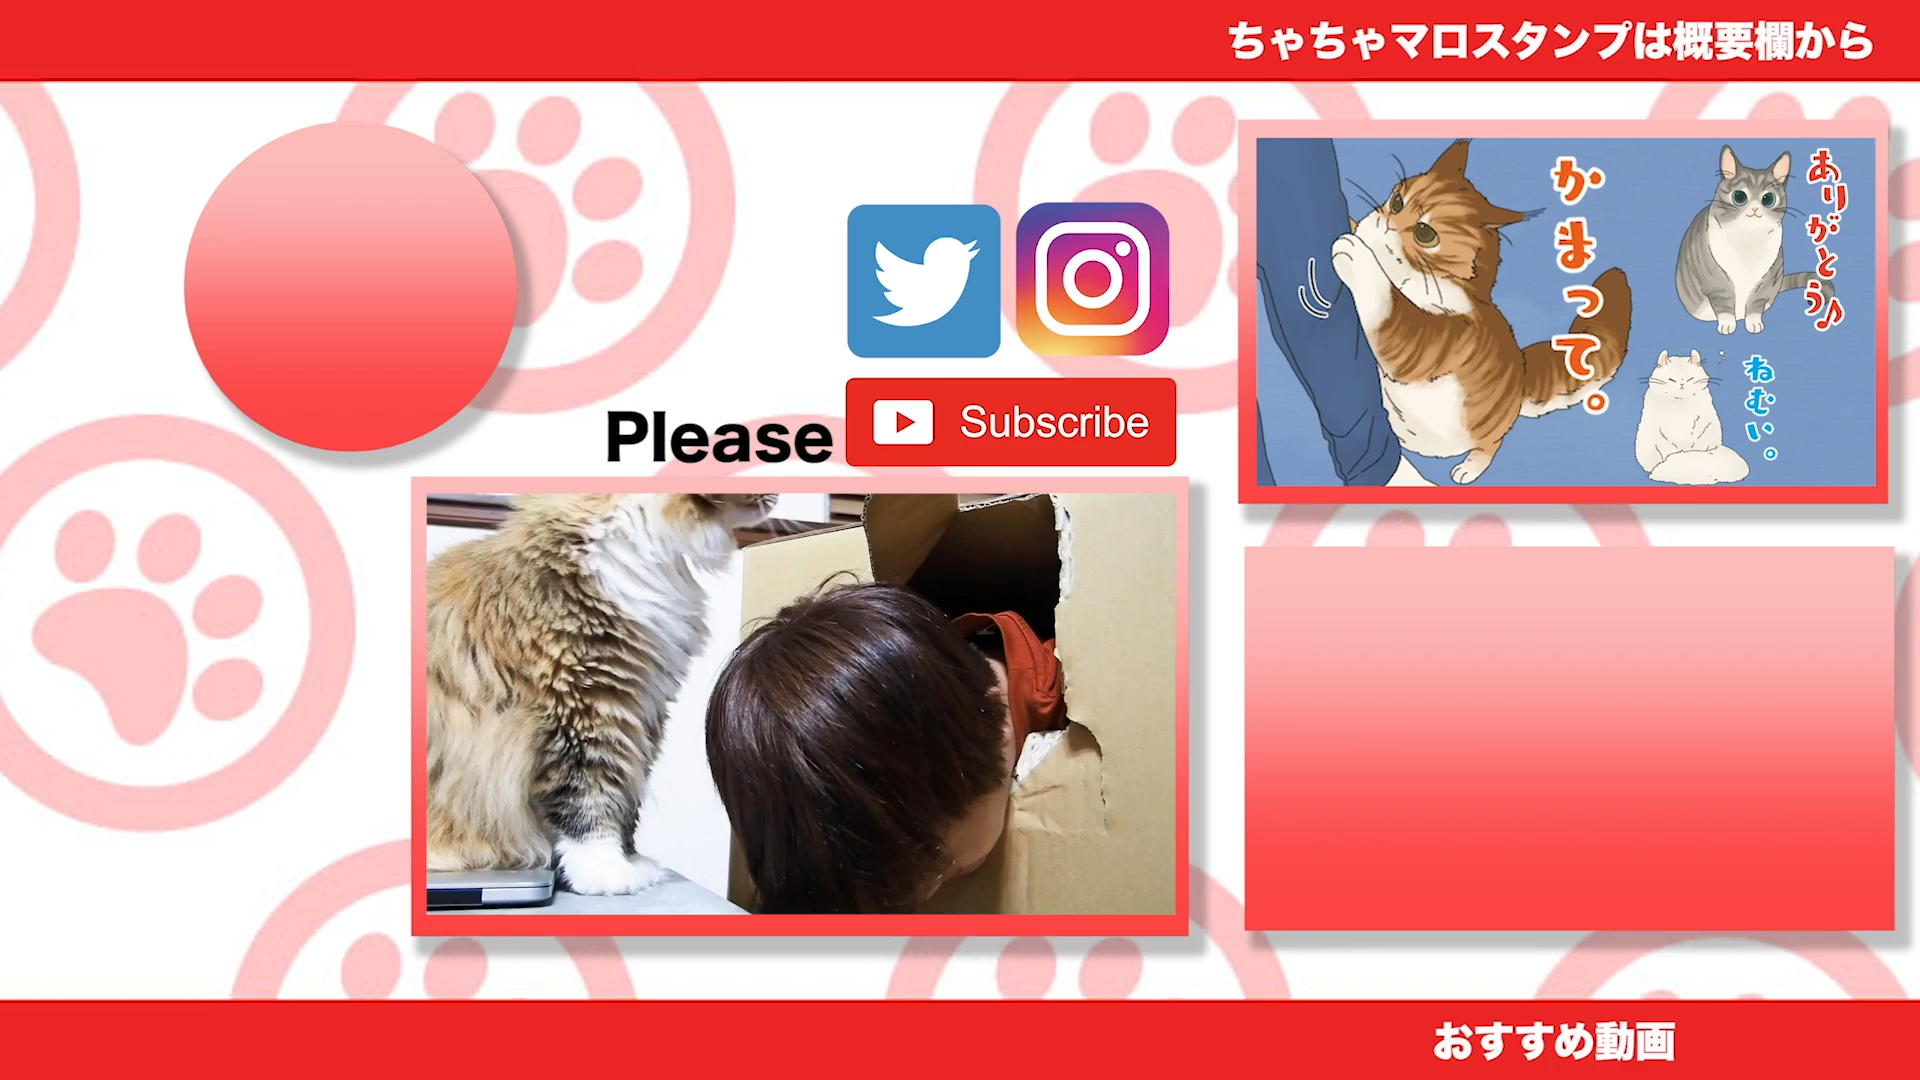 ちゃちゃマロスタンプは概要欄から
かまって。
ありがとう♪
ねむい。
Please
Subscribe
おすすめ動画